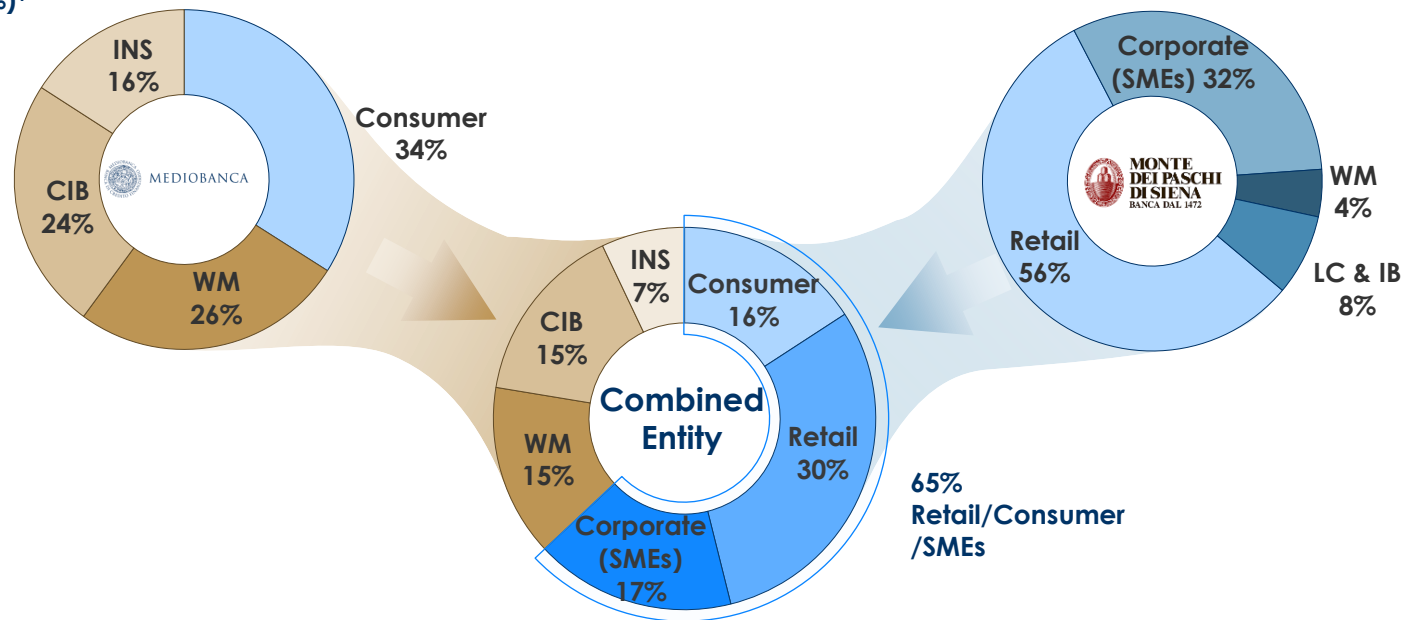 )*
INS
16%
Consumer
34%
CIB
24%
WM
26%
MEDIOBANCA
Corporate
(SMEs) 32%
MONTE
DEI PASCHI
DI SIENA
BANCA DAL 1472
WM
4%
Retail
56%
LC & IB
8%
INS
7%
Consumer
16%
CIB
15%
Combined
Entity
WM
15%
Retail
30%
Corporate
(SMEs)
17%
65%
Retail/Consumer
/SMEs